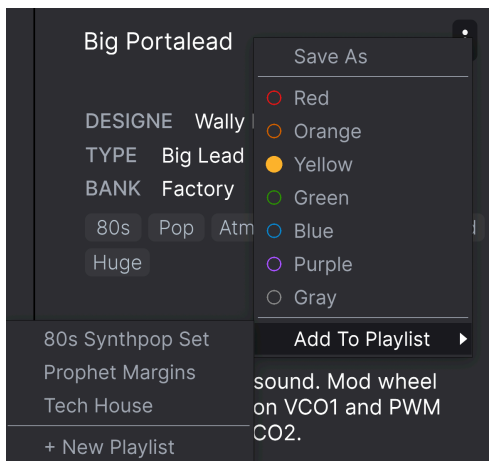 Big Portalead
Save As
Red
DESIGNE Wally
Orange
TYPE Big Lead
Yellow
BANK Factory
Green
80s Pop Atm
Blue
Huge
Purple
Gray
Add To Playlist
80s Synthpop Set
Prophet Margins
Tech House
+ New Playlist
sound. Mod wheel
on VCO1 and PWM
CO2.